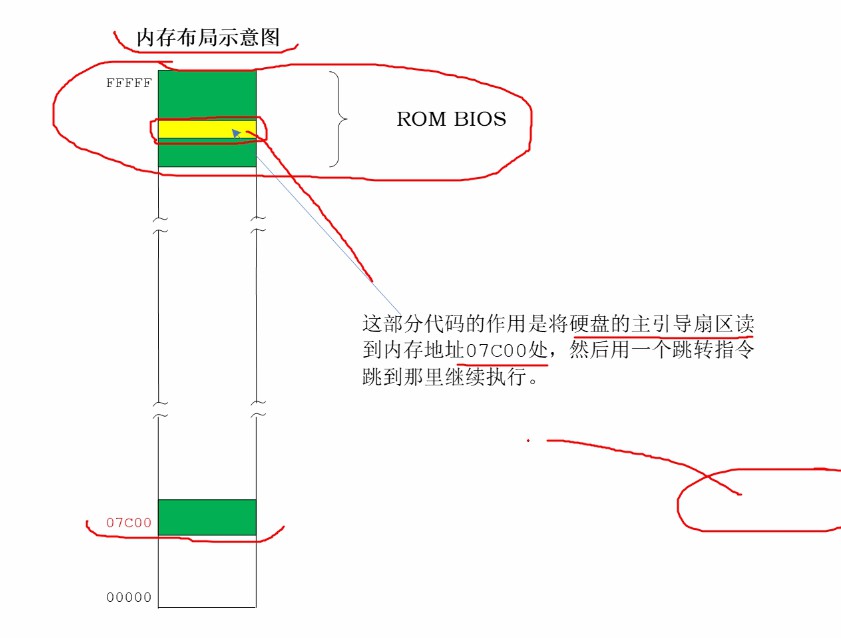 内存布局示意图
FFFFF
ROM BIOS
这部分代码的作用是将硬盘的主引导扇区读
到内存地址07C00处，然后用一个跳转指令
跳到那里继续执行。
07C00
00000